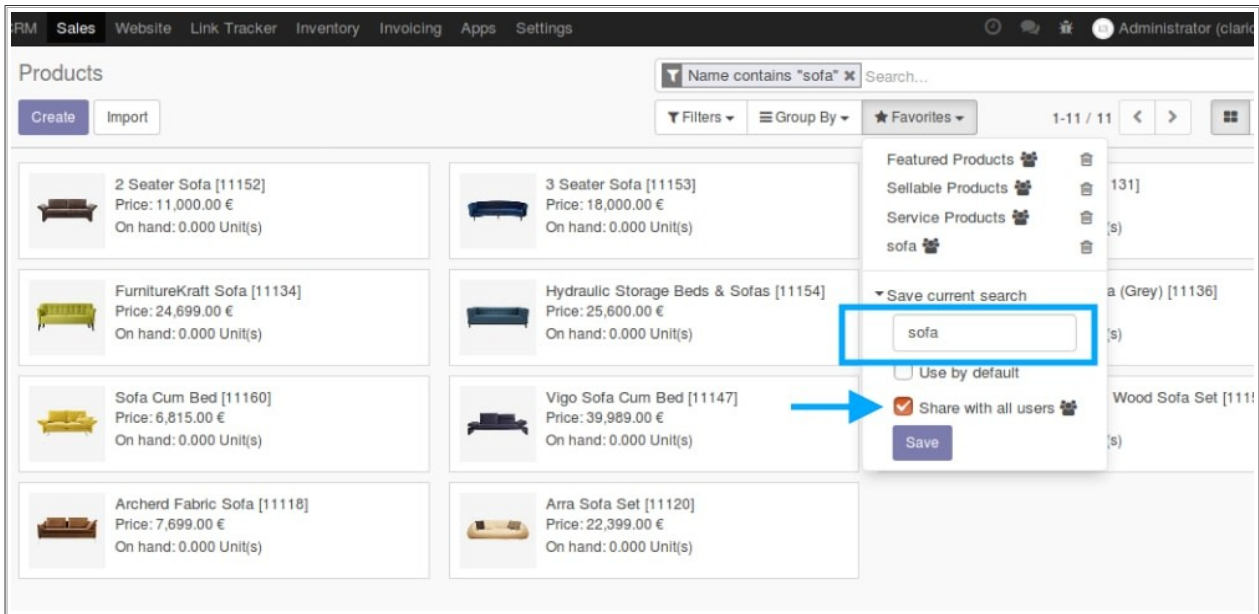 RM Sales Website Link Tracker Inventory Invoicing Apps Settings Administrator (claric
Products
Name contains "sofa" Search...
Create Import Filters Group By Favorites 1-11 / 11
Featured Products
Sellable Products
Service Products
sofa
Save current search
sofa
Use by default
Share with all users
Save
2 Seater Sofa [11152]
Price: 11,000.00 €
On hand: 0.000 Unit(s)
3 Seater Sofa [11153]
Price: 18,000.00 €
On hand: 0.000 Unit(s)
131]
(s)
FurnitureKraft Sofa [11134]
Price: 24,699.00 €
On hand: 0.000 Unit(s)
Hydraulic Storage Beds & Sofas [11154]
Price: 25,600.00 €
On hand: 0.000 Unit(s)
a (Grey) [11136]
(s)
Sofa Cum Bed [11160]
Price: 6,815.00 €
On hand: 0.000 Unit(s)
Vigo Sofa Cum Bed [11147]
Price: 39,989.00 €
On hand: 0.000 Unit(s)
Wood Sofa Set [111
(s)
Archerd Fabric Sofa [11118]
Price: 7,699.00 €
On hand: 0.000 Unit(s)
Arra Sofa Set [11120]
Price: 22,399.00 €
On hand: 0.000 Unit(s)